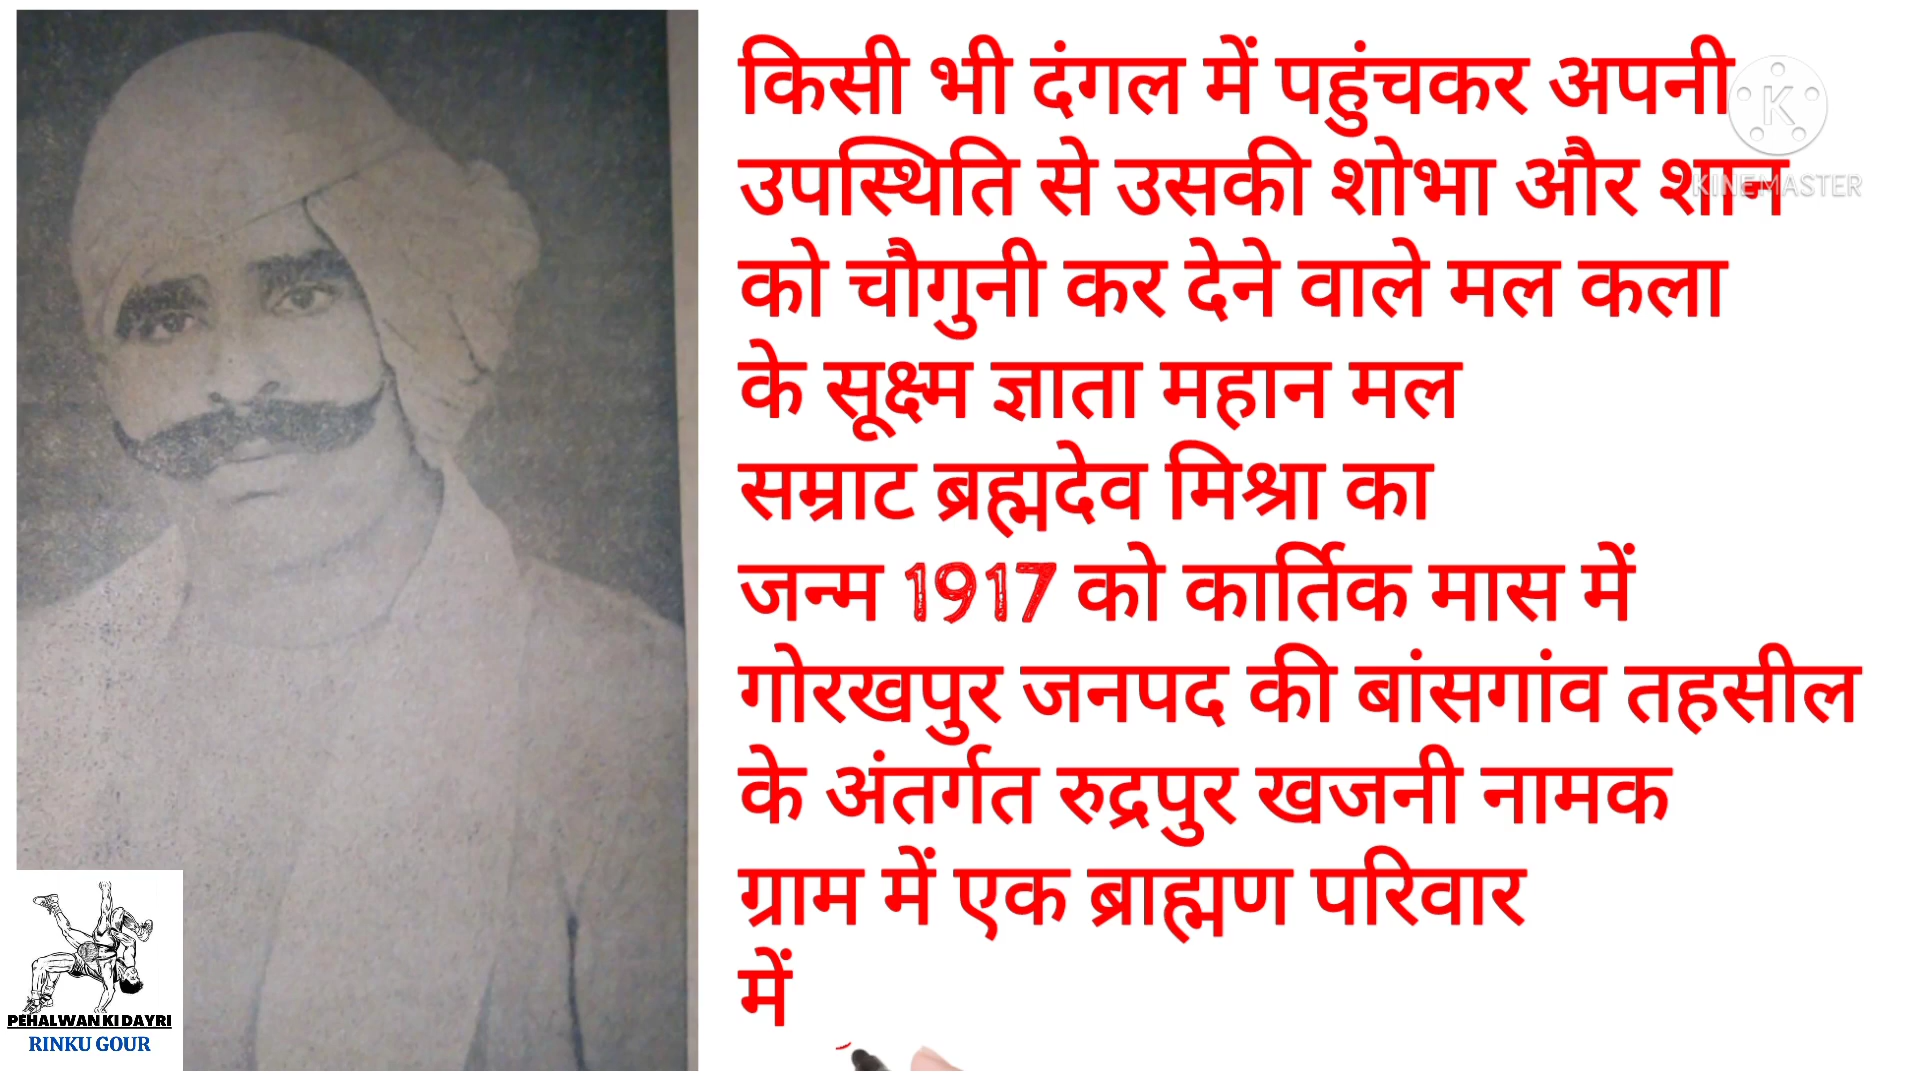 किसी भी दंगल में पहुंचकर अपनी
उपस्थिति से उसकी शोभा और शान
को चौगुनी कर देने वाले मल कला
के सूक्ष्म ज्ञाता महान मल
सम्राट ब्रह्मदेव मिश्रा का
जन्म 1917 को कार्तिक मास में
गोरखपुर जनपद की बांसगांव तहसील
के अंतर्गत रुद्रपुर खजनी नामक
ग्राम में एक ब्राह्मण परिवार
में
K
KINEMASTER
PEHALWAN KI DAYRI
RINKU GOUR